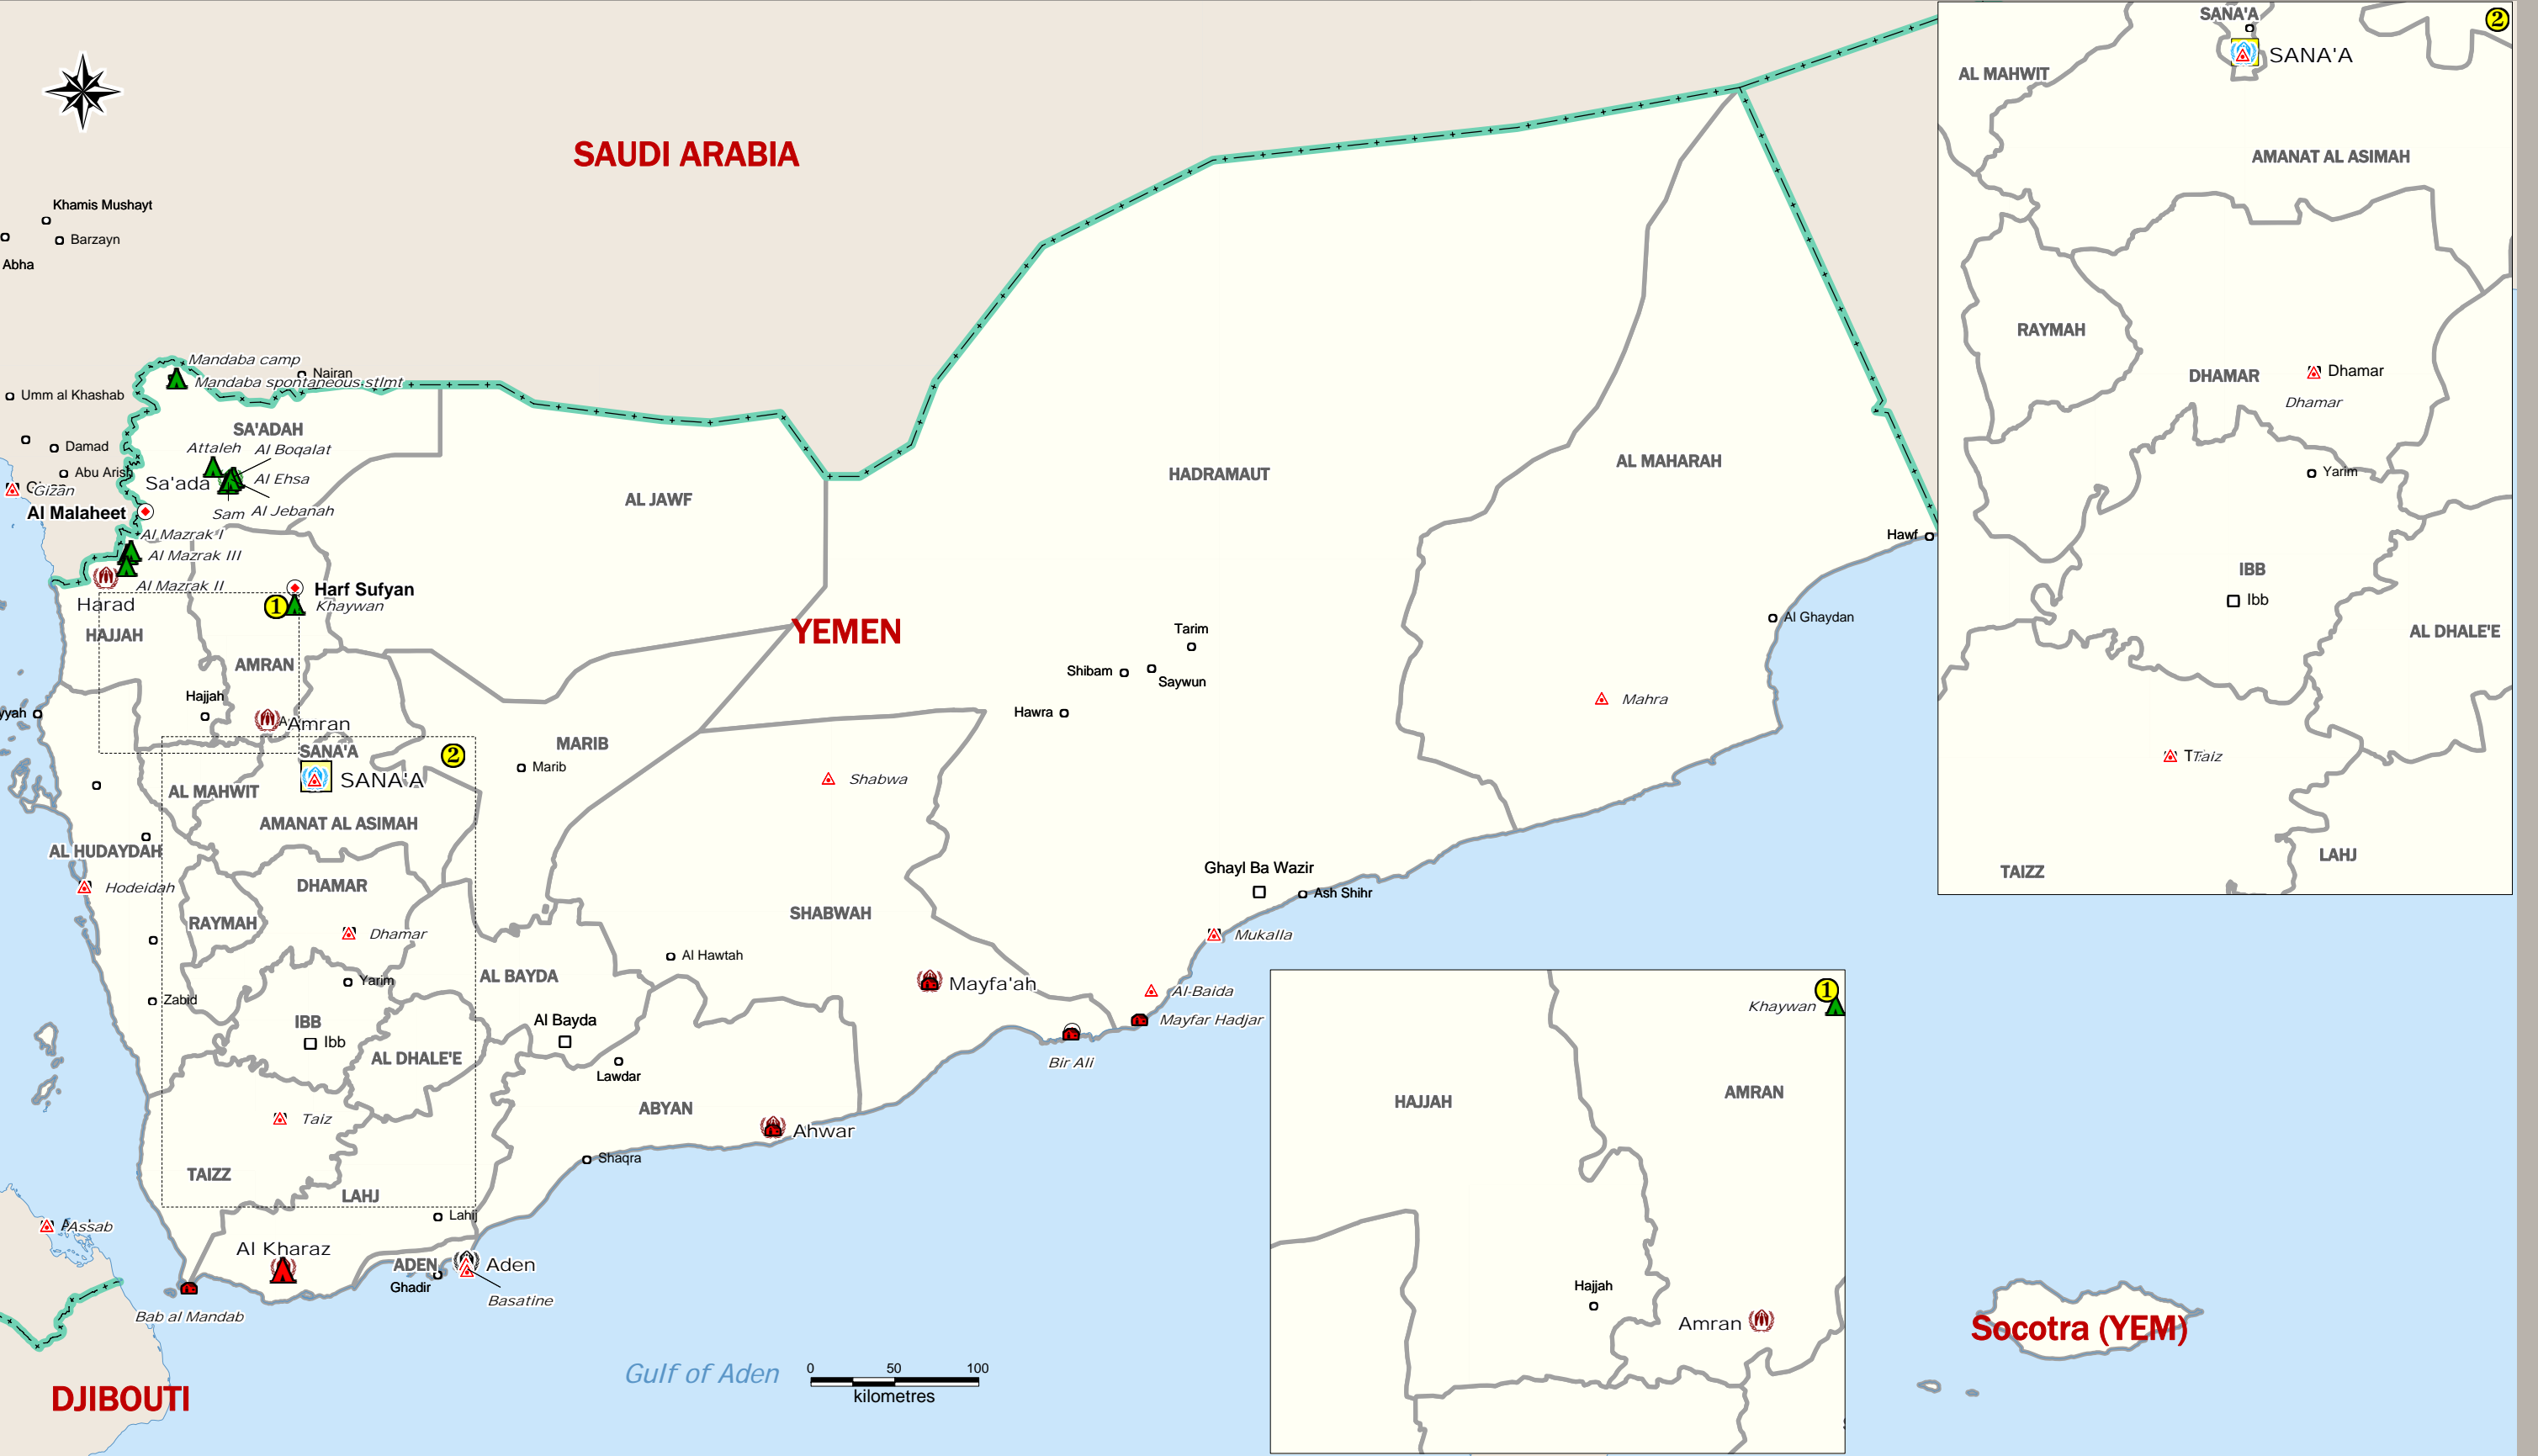 SAUDI ARABIA
Khamis Mushayt
Barzayn
Abha
Mandaba camp
Nairan
Mandaba spontaneous stlmt
Umm al Khashab
SA'ADAH
Damad
Attaleh
Al Boqalat
Abu Arish
Al Ehsa
Sa'ada
Gizan
Sam
Al Jebanah
Al Malaheet
AL JAWF
HADRAMAUT
AL MAHARAH
Al Mazrak I
Al Mazrak III
Al Mazrak II
Hawf
Harad
Harf Sufyan
1
Khaywan
HAJJAH
YEMEN
Al Ghaydan
Tarim
AMRAN
Shibam
Saywun
Hajjah
Mahra
yyah
Amran
Hawra
SANA'A
2
MARIB
Marib
SANA'A
Shabwa
AL MAHWIT
AMANAT AL ASIMAH
AL HUDAYDAH
Ghayl Ba Wazir
Hodeidah
DHAMAR
Ash Shihr
RAYMAH
SHABWAH
Dhamar
Mukalla
Al Hawtah
AL BAYDA
Yarim
Mayfa'ah
Al-Baida
Zabid
IBB
Al Bayda
Mayfar Hadjar
Ibb
AL DHALE'E
Bir Ali
Lawdar
ABYAN
Taiz
Ahwar
Shaqra
TAIZZ
LAHJ
Lahij
Assab
Al Kharaz
ADEN
Aden
Ghadir
Basatine
Bab al Mandab
Gulf of Aden
0 50 100
kilometres
DJIBOUTI
Socotra (YEM)
SANA'A
2
SANA'A
AL MAHWIT
AMANAT AL ASIMAH
RAYMAH
DHAMAR
Dhamar
Dhamar
Yarim
IBB
Ibb
AL DHALE'E
Taiz
LAHJ
TAIZZ
1
Khaywan
AMRAN
HAJJAH
Hajjah
Amran